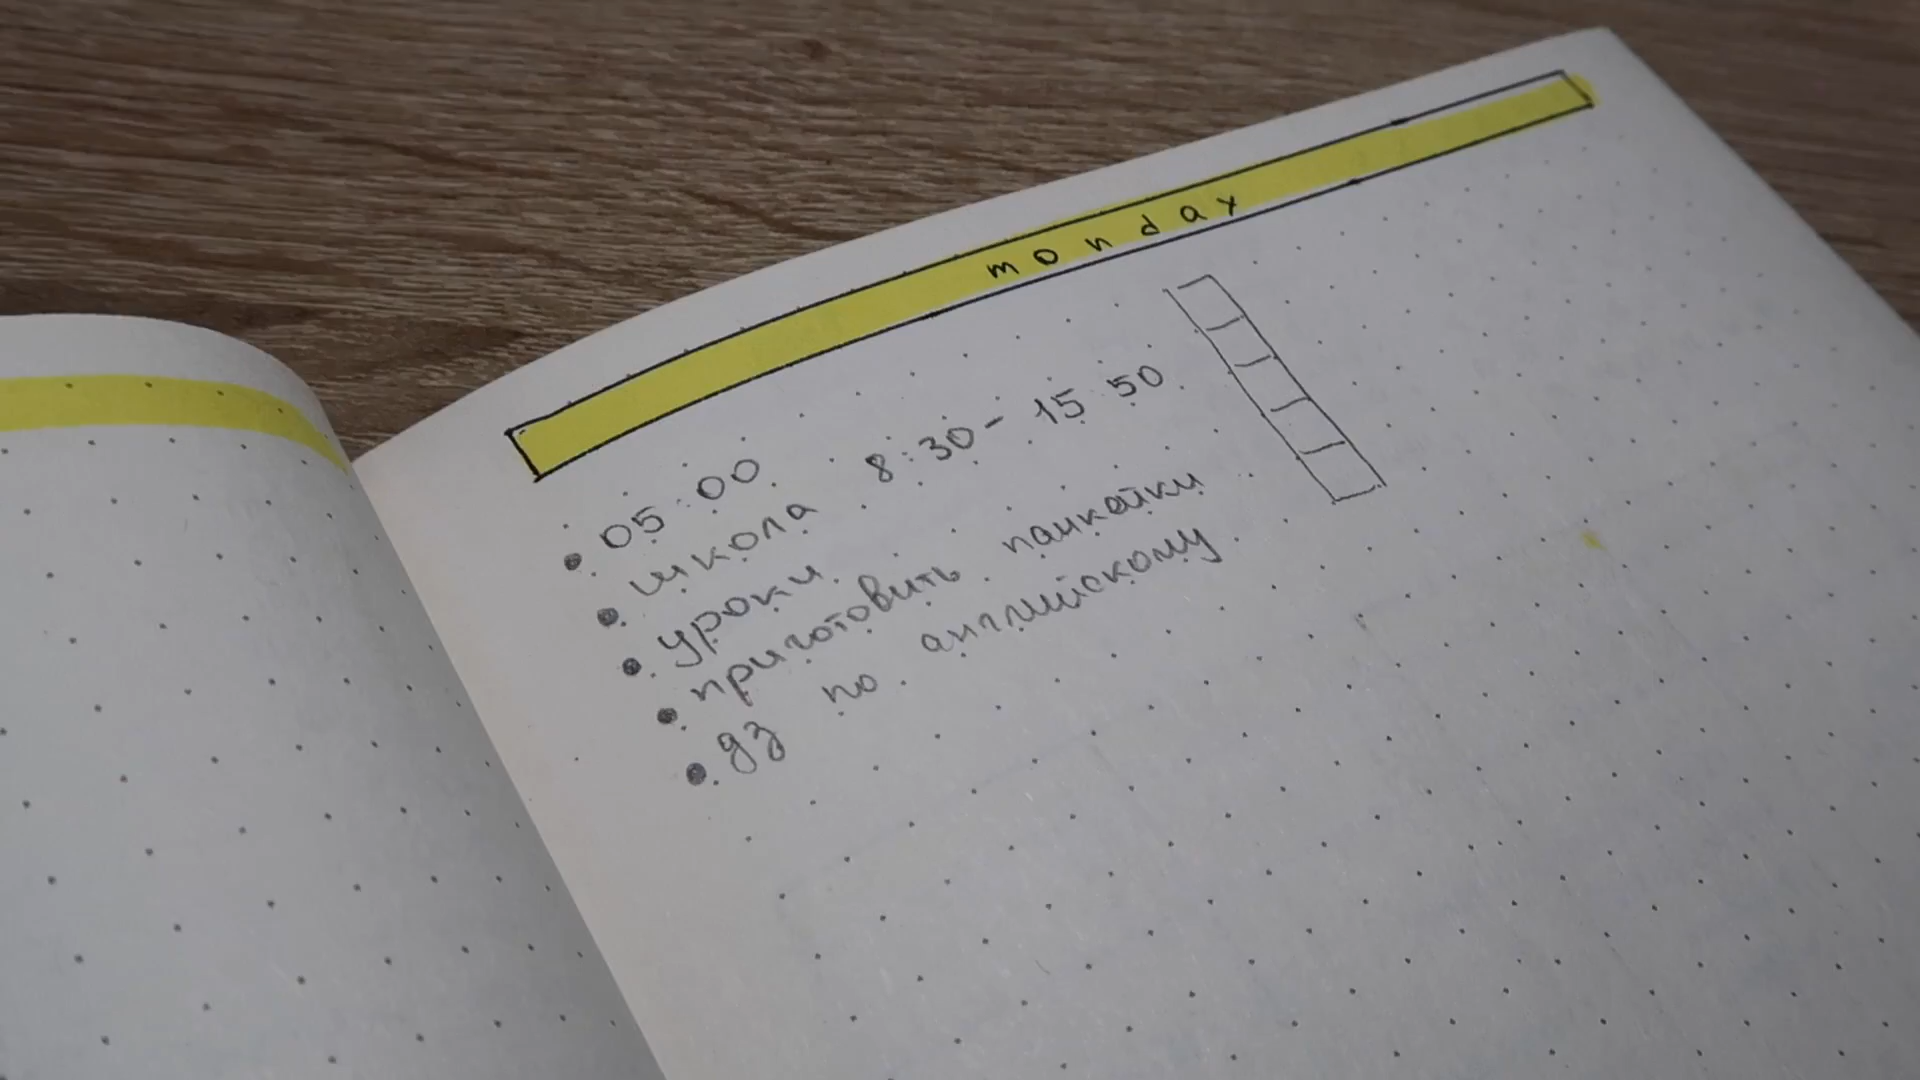 monday
• 05:00
• школа 8:30 - 15 50
• уроки
• приготовить панкейки
• дз по английскому